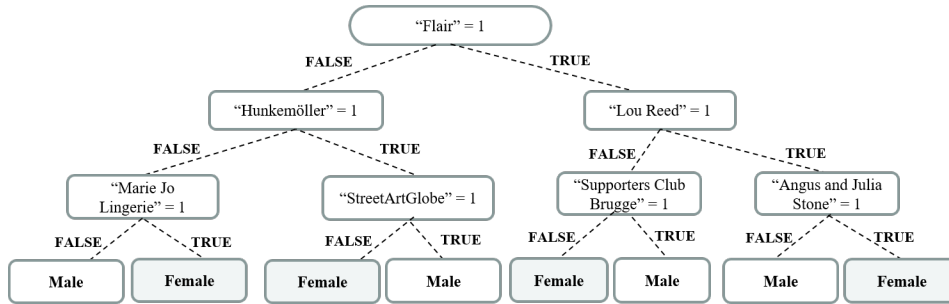 “Flair” = 1
FALSE
TRUE
“Hunkemöller” = 1
“Lou Reed” = 1
FALSE
TRUE
FALSE
TRUE
“Marie Jo
Lingerie” = 1
“StreetArtGlobe” = 1
“Supporters Club
Brugge” = 1
“Angus and Julia
Stone” = 1
FALSE
TRUE
FALSE
TRUE
FALSE
TRUE
FALSE
TRUE
Male
Female
Female
Male
Female
Male
Male
Female